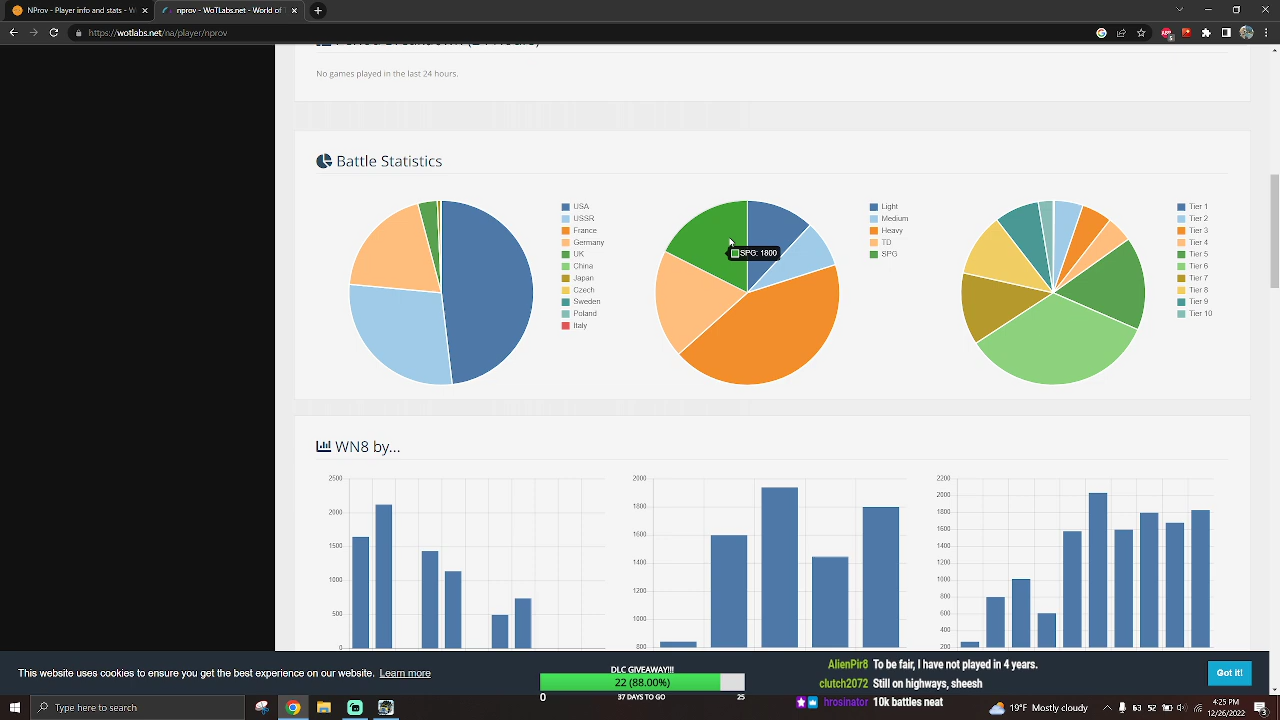 NProv - Player info and stats - W
nprov - WoTLabs.net - World of
https://wotlabs.net/na/player/nprov
No games played in the last 24 hours.
Battle Statistics
USA
USSR
France
Germany
UK
China
Japan
Czech
Sweden
Poland
Italy
SPG: 1800
Light
Medium
Heavy
TD
SPG
Tier 1
Tier 2
Tier 3
Tier 4
Tier 5
Tier 6
Tier 7
Tier 8
Tier 9
Tier 10
WN8 by...
2500
2000
1500
1000
500
0
2000
1800
1600
1400
1200
1000
800
2200
2000
1800
1600
1400
1200
1000
800
600
400
200
This website uses cookies to ensure you get the best experience on our website. Learn more
DLC GIVEAWAY!!!
22 (88.00%)
0
37 DAYS TO GO
25
AlienPir8 To be fair, I have not played in 4 years.
clutch2072 Still on highways, sheesh
hrosinator 10k battles neat
Got it!
Type here to search
19°F Mostly cloudy
4:25 PM
12/26/2022